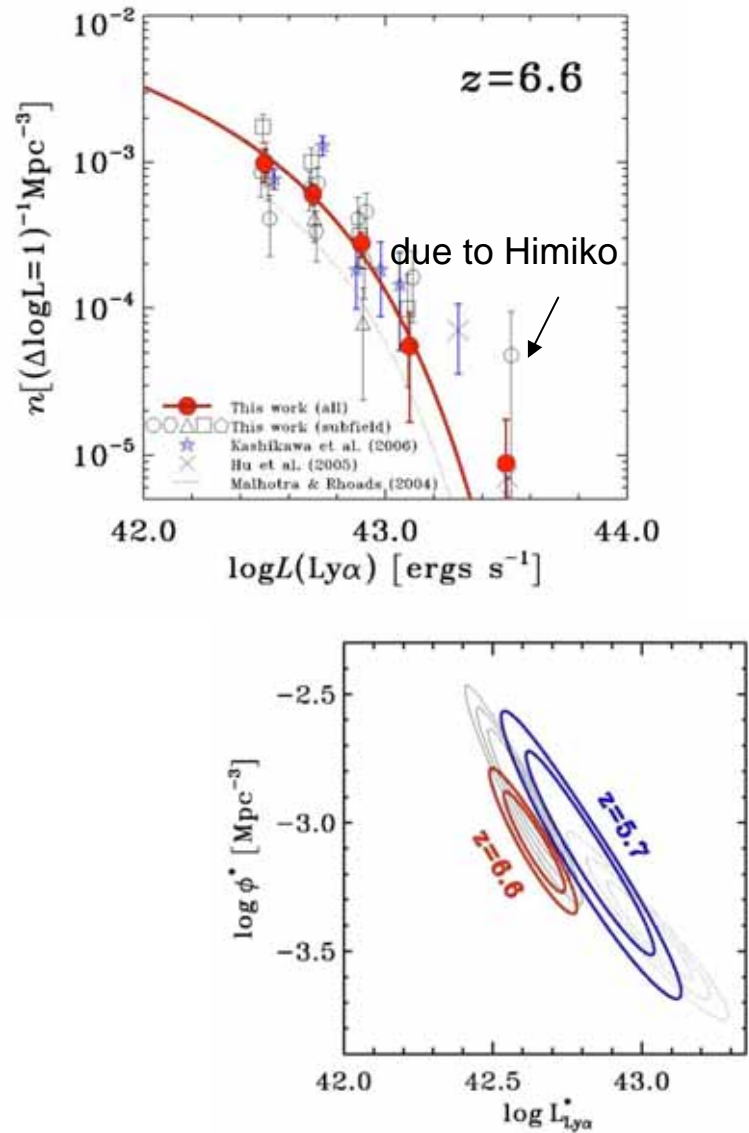 10⁻²
z=6.6
10⁻³
due to Himiko
10⁻⁴
This work (all)
This work (subfield)
Kashikawa et al. (2006)
10⁻⁵
Hu et al. (2005)
Malhotra & Rhoads (2004)
n[(ΔlogL=1)⁻¹Mpc⁻³]
42.0 43.0 44.0
logL(Lyα) [ergs s⁻¹]
−2.5
z=5.7
−3.0
z=6.6
log ϕ* [Mpc⁻³]
−3.5
42.0 42.5 43.0
log L*Lyα